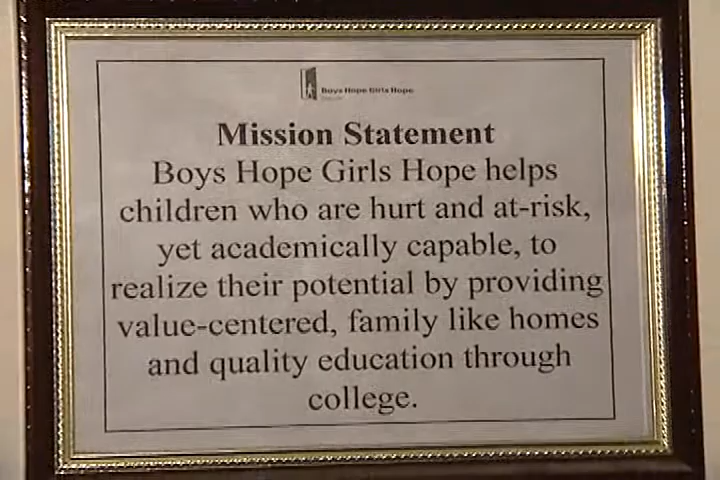 Boys Hope Girls Hope
Mission Statement
Boys Hope Girls Hope helps
children who are hurt and at-risk,
yet academically capable, to
realize their potential by providing
value-centered, family like homes
and quality education through
college.